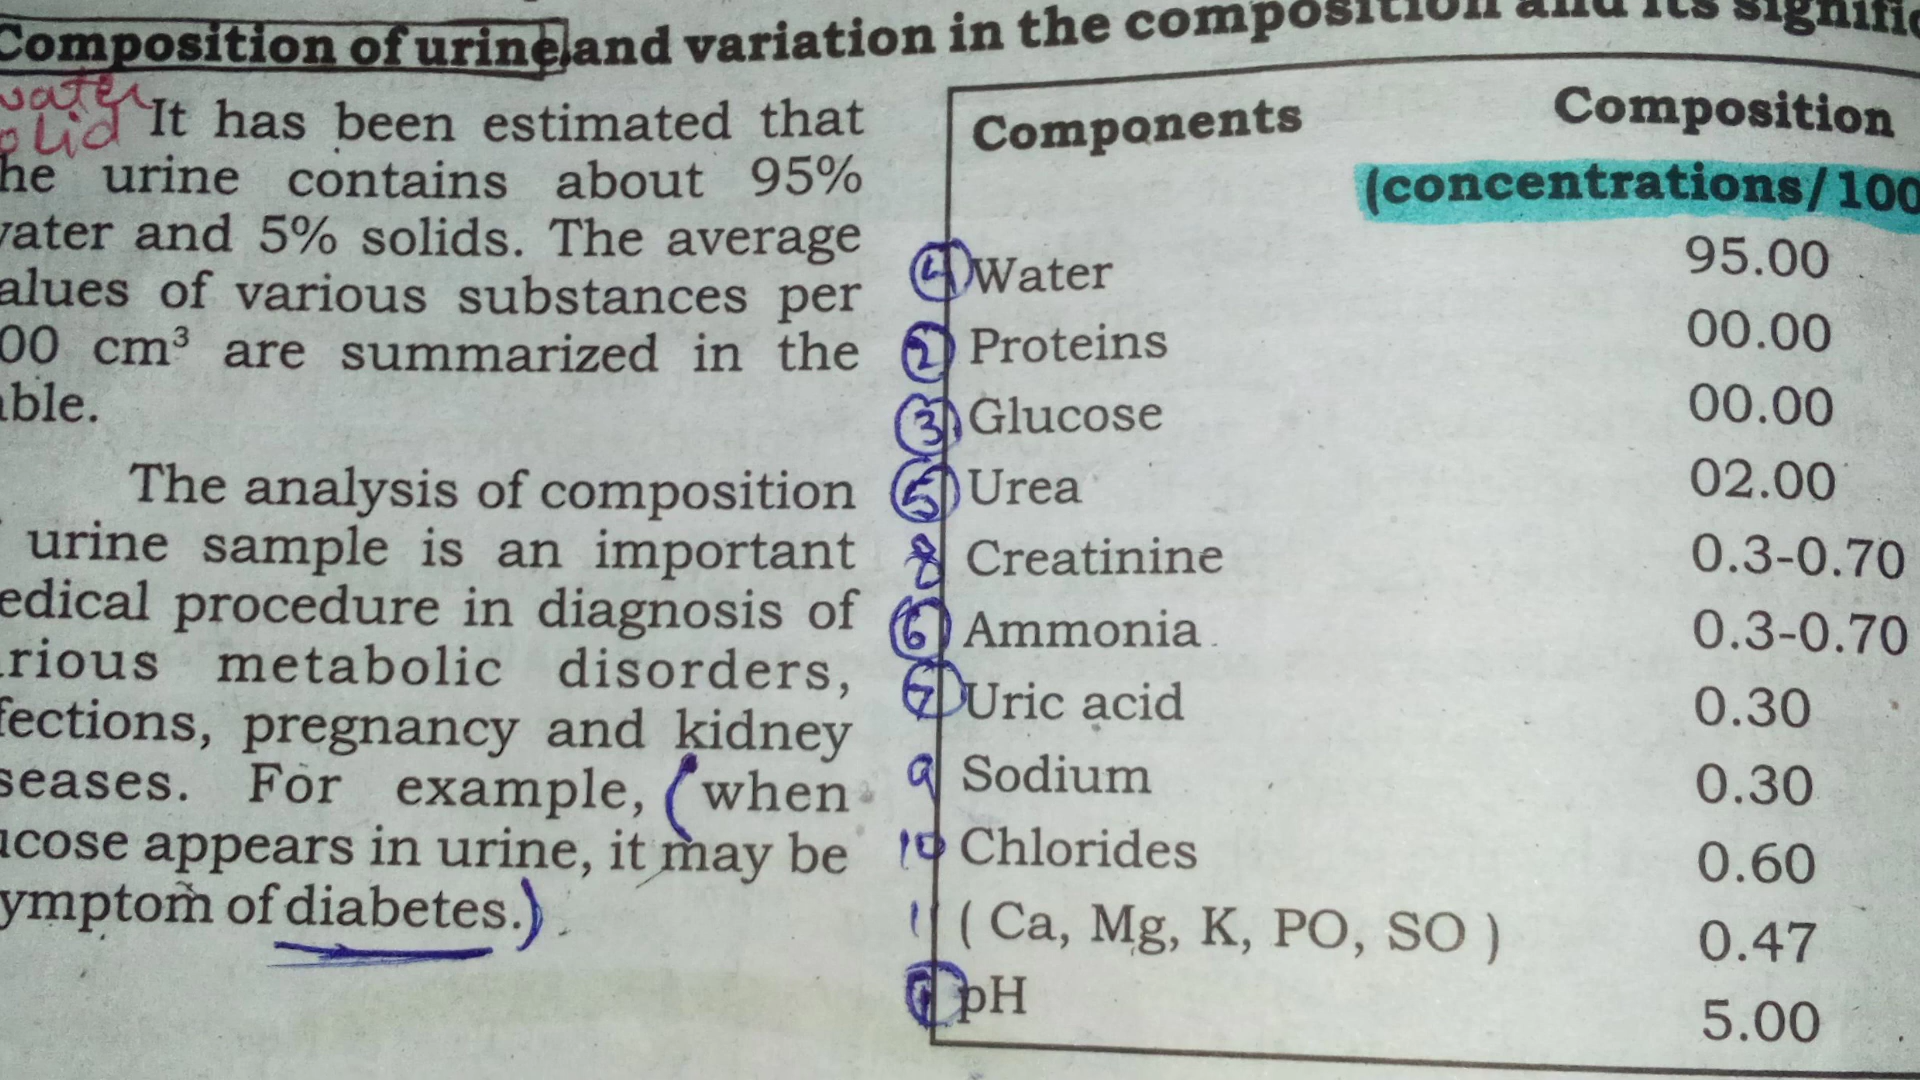 Composition of urine and variation in the composition and its signific
water
olid
It has been estimated that
he urine contains about 95%
ater and 5% solids. The average
alues of various substances per
00 cm³ are summarized in the
able.
The analysis of composition
urine sample is an important
edical procedure in diagnosis of
rious metabolic disorders,
fections, pregnancy and kidney
seases. For example, (when
ucose appears in urine, it may be
ymptom of diabetes.)
Components Composition
(concentrations/100
4 Water 95.00
2 Proteins 00.00
3 Glucose 00.00
5 Urea 02.00
8 Creatinine 0.3-0.70
6 Ammonia 0.3-0.70
7 Uric acid 0.30
9 Sodium 0.30
10 Chlorides 0.60
11 ( Ca, Mg, K, PO, SO ) 0.47
pH 5.00